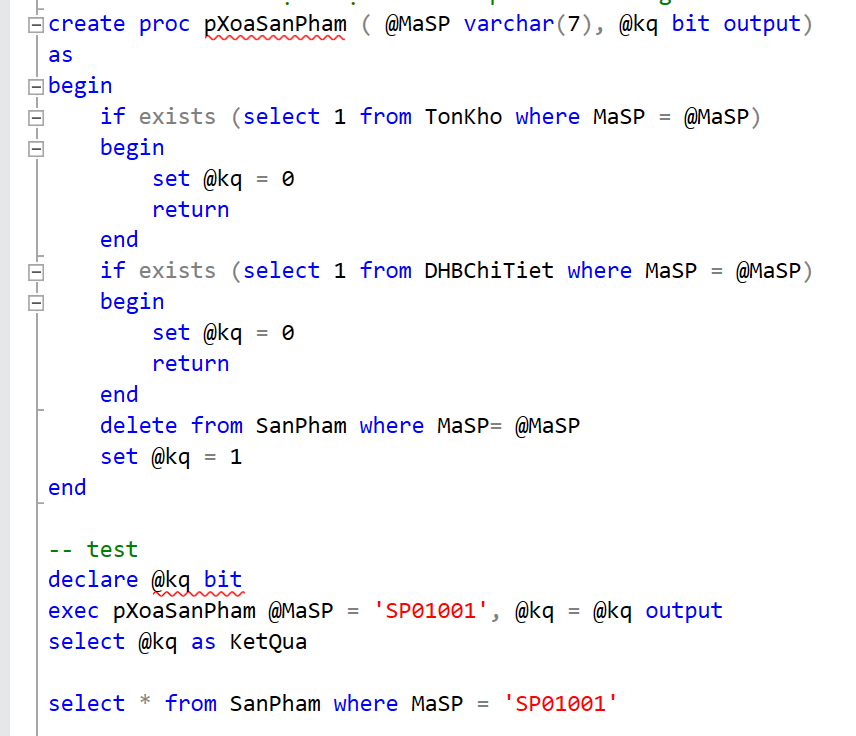 create proc pXoaSanPham ( @MaSP varchar(7), @kq bit output)
as
begin
if exists (select 1 from TonKho where MaSP = @MaSP)
begin
set @kq = 0
return
end
if exists (select 1 from DHBChiTiet where MaSP = @MaSP)
begin
set @kq = 0
return
end
delete from SanPham where MaSP= @MaSP
set @kq = 1
end
-- test
declare @kq bit
exec pXoaSanPham @MaSP = 'SP01001', @kq = @kq output
select @kq as KetQua
select * from SanPham where MaSP = 'SP01001'